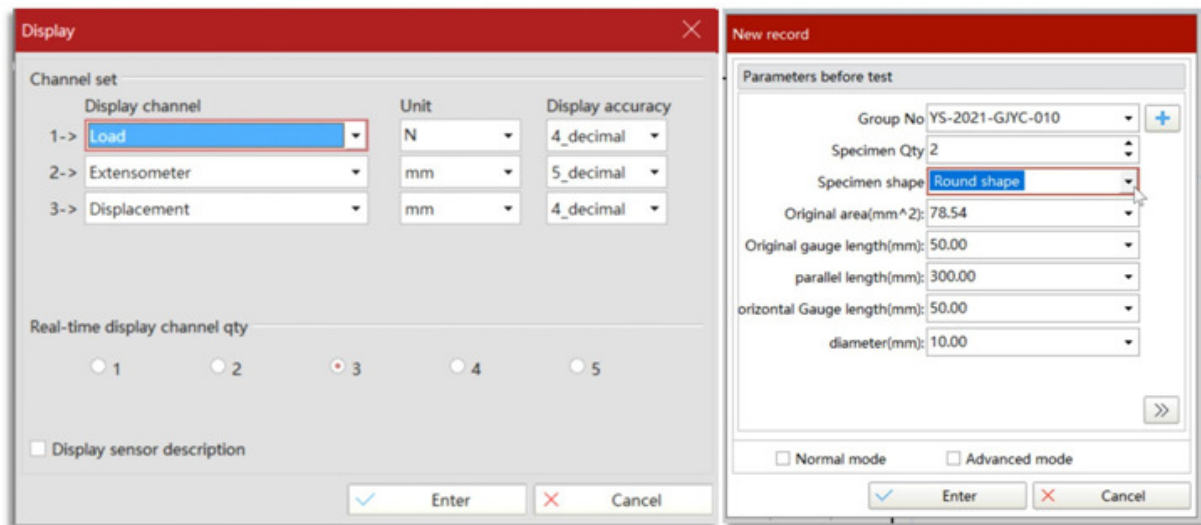 Display
Channel set
Display channel Unit Display accuracy
1-> Load N 4_decimal
2-> Extensometer mm 5_decimal
3-> Displacement mm 4_decimal
Real-time display channel qty
1 2 3 4 5
Display sensor description
Enter Cancel
New record
Parameters before test
Group No YS-2021-GJYC-010
Specimen Qty 2
Specimen shape Round shape
Original area(mm^2): 78.54
Original gauge length(mm): 50.00
parallel length(mm): 300.00
orizontal Gauge length(mm): 50.00
diameter(mm): 10.00
Normal mode Advanced mode
Enter Cancel